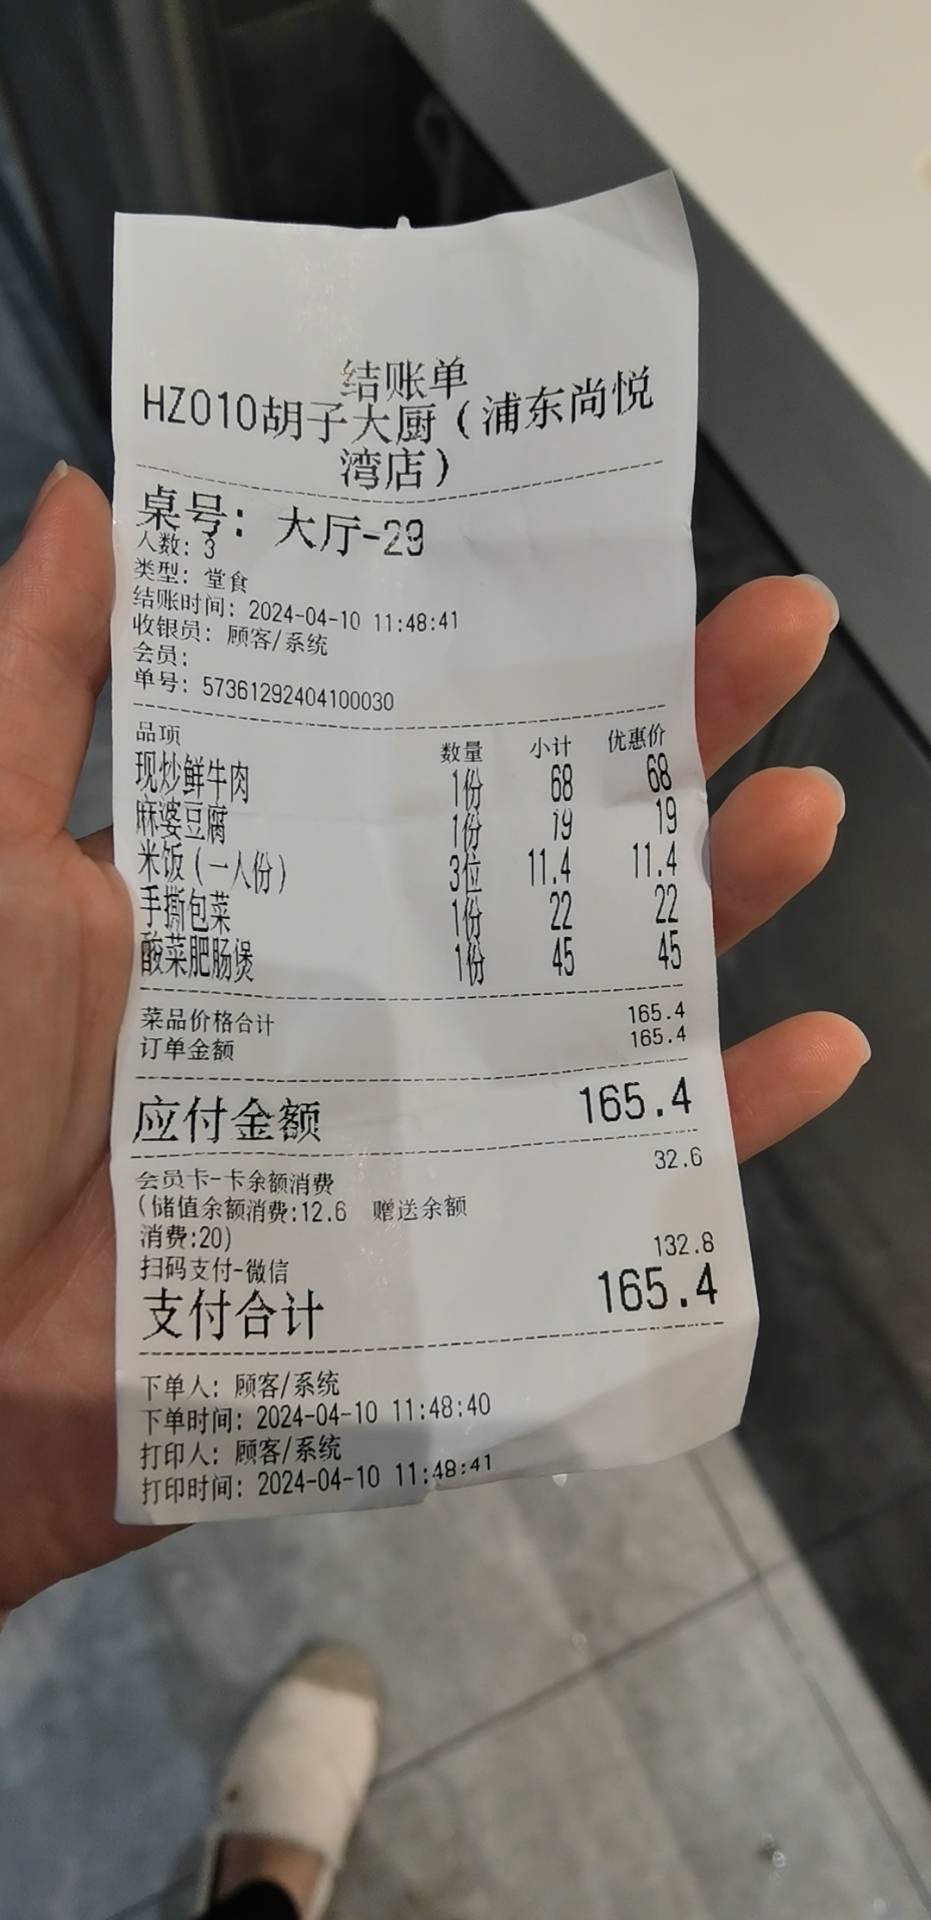 结账单
HZ010胡子大厨(浦东尚悦
湾店)
桌号: 大厅-29
人数: 3
类型: 堂食
结账时间: 2024-04-10 11:48:41
收银员: 顾客/系统
会员:
单号: 57361292404100030
品项 数量 小计 优惠价
现炒鲜牛肉 1份 68 68
麻婆豆腐 1份 19 19
米饭(一人份) 3位 11.4 11.4
手撕包菜 1份 22 22
酸菜肥肠煲 1份 45 45
菜品价格合计 165.4
订单金额 165.4
应付金额 165.4
会员卡-卡余额消费 32.6
(储值余额消费:12.6 赠送余额
消费:20)
扫码支付-微信 132.8
支付合计 165.4
下单人: 顾客/系统
下单时间: 2024-04-10 11:48:40
打印人: 顾客/系统
打印时间: 2024-04-10 11:48:41